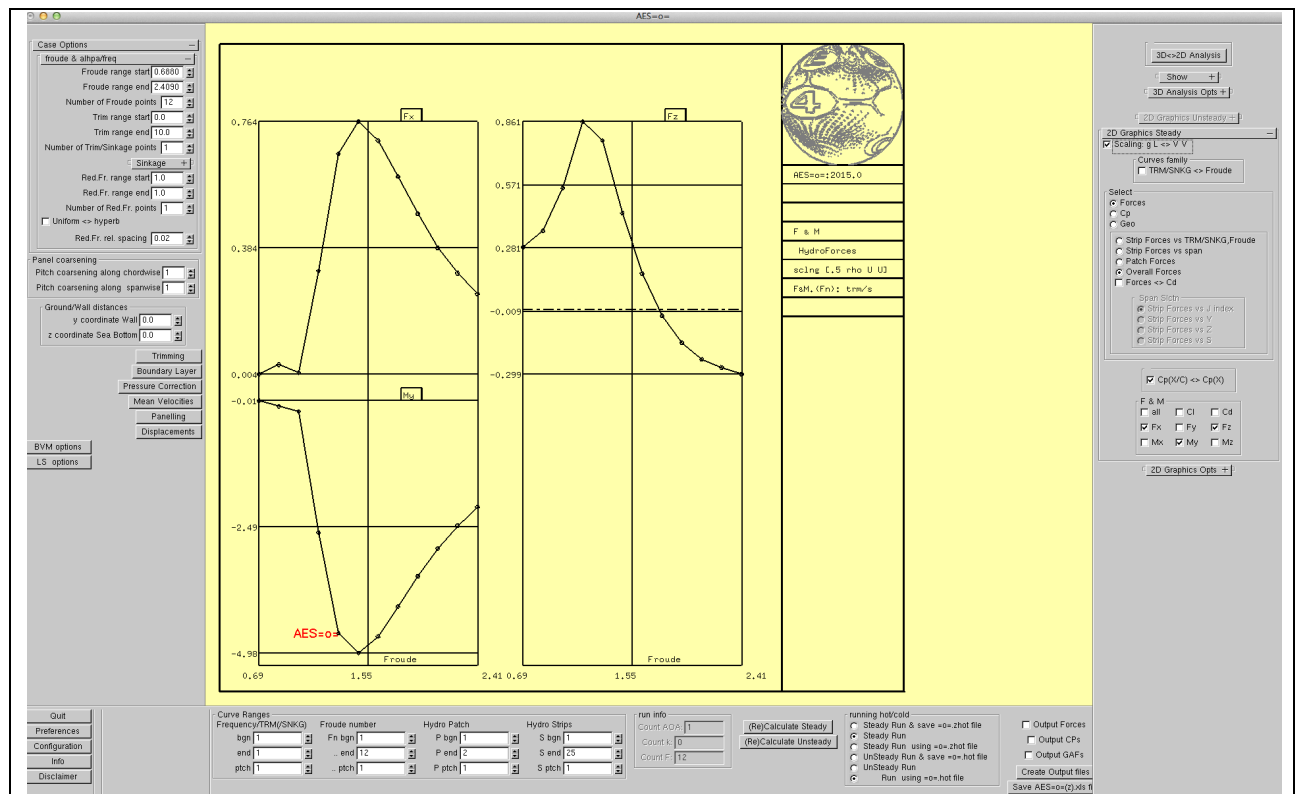 AES=o=
Case Options
froude & alhpa/freq
Froude range start 0.6880
Froude range end 2.4090
Number of Froude points 12
Trim range start 0.0
Trim range end 10.0
Number of Trim/Sinkage points 1
Sinkage +
Red.Fr. range start 1.0
Red.Fr. range end 1.0
Number of Red.Fr. points 1
Uniform <> hyperb
Red.Fr. rel. spacing 0.02
Panel coarsening
Pitch coarsening along chordwise 1
Pitch coarsening along spanwise 1
Ground/Wall distances
y coordinate Wall 0.0
z coordinate Sea Bottom 0.0
Trimming
Boundary Layer
Pressure Correction
Mean Velocities
Panelling
Displacements
BVM options
LS options
Fx
0.764
0.384
0.004
My
-0.01
-2.49
-4.98
AES=o=
Froude
0.69 1.55 2.41
Fz
0.861
0.571
0.281
-0.009
-0.299
Froude
0.69 1.55 2.41
2
4
AES=o=:2015.0
F & M
HydroForces
sclng [.5 rho U U]
F&M.(Fn): trm/s
3D<>2D Analysis
Show +
3D Analysis Opts +
2D Graphics Unsteady +
2D Graphics Steady
Scaling: g L <> V V
Curves family
TRM/SNKG <> Froude
Select
Forces
Cp
Geo
Strip Forces vs TRM/SNKG,Froude
Strip Forces vs span
Patch Forces
Overall Forces
Forces <> Cd
Span Slctn
Strip Forces vs J index
Strip Forces vs Y
Strip Forces vs Z
Strip Forces vs S
Cp(X/C) <> Cp(X)
F & M
all Cl Cd
Fx Fy Fz
Mx My Mz
2D Graphics Opts +
Quit
Preferences
Configuration
Info
Disclaimer
Curve Ranges
Frequency/TRM(/SNKG) Froude number Hydro Patch Hydro Strips
bgn 1 Fn bgn 1 P bgn 1 S bgn 1
end 1 .. end 12 P end 2 S end 25
ptch 1 .. ptch 1 P ptch 1 S ptch 1
run info
Count AOA: 1
Count k: 0
Count F: 12
(Re)Calculate Steady
(Re)Calculate Unsteady
running hot/cold
Steady Run & save =o=.zhot file
Steady Run
Steady Run using =o=.zhot file
UnSteady Run & save =o=.hot file
UnSteady Run
Run using =o=.hot file
Output Forces
Output CPs
Output GAFs
Create Output files
Save AES=o=(z).xls fi